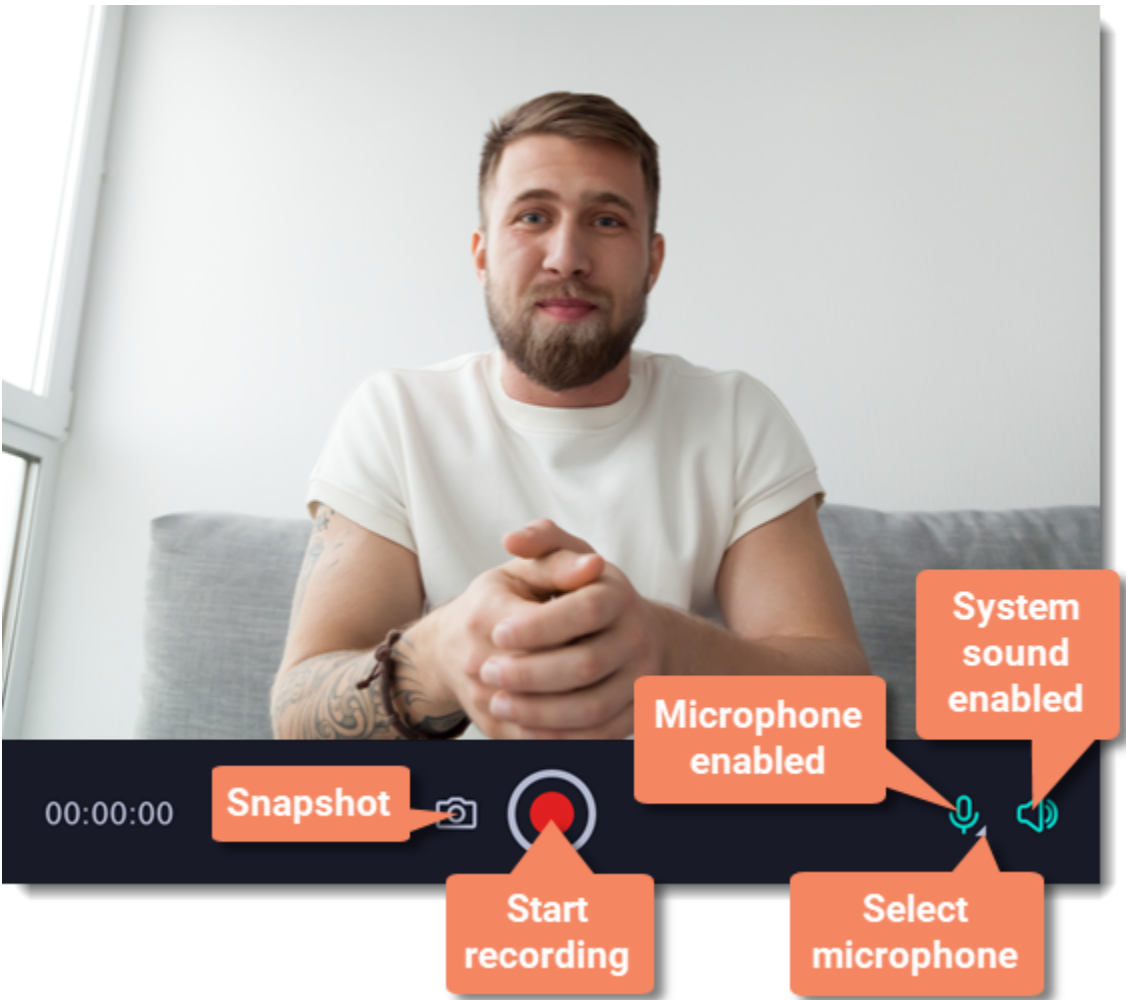 System
sound
enabled
Microphone
enabled
00:00:00
Snapshot
Start
recording
Select
microphone